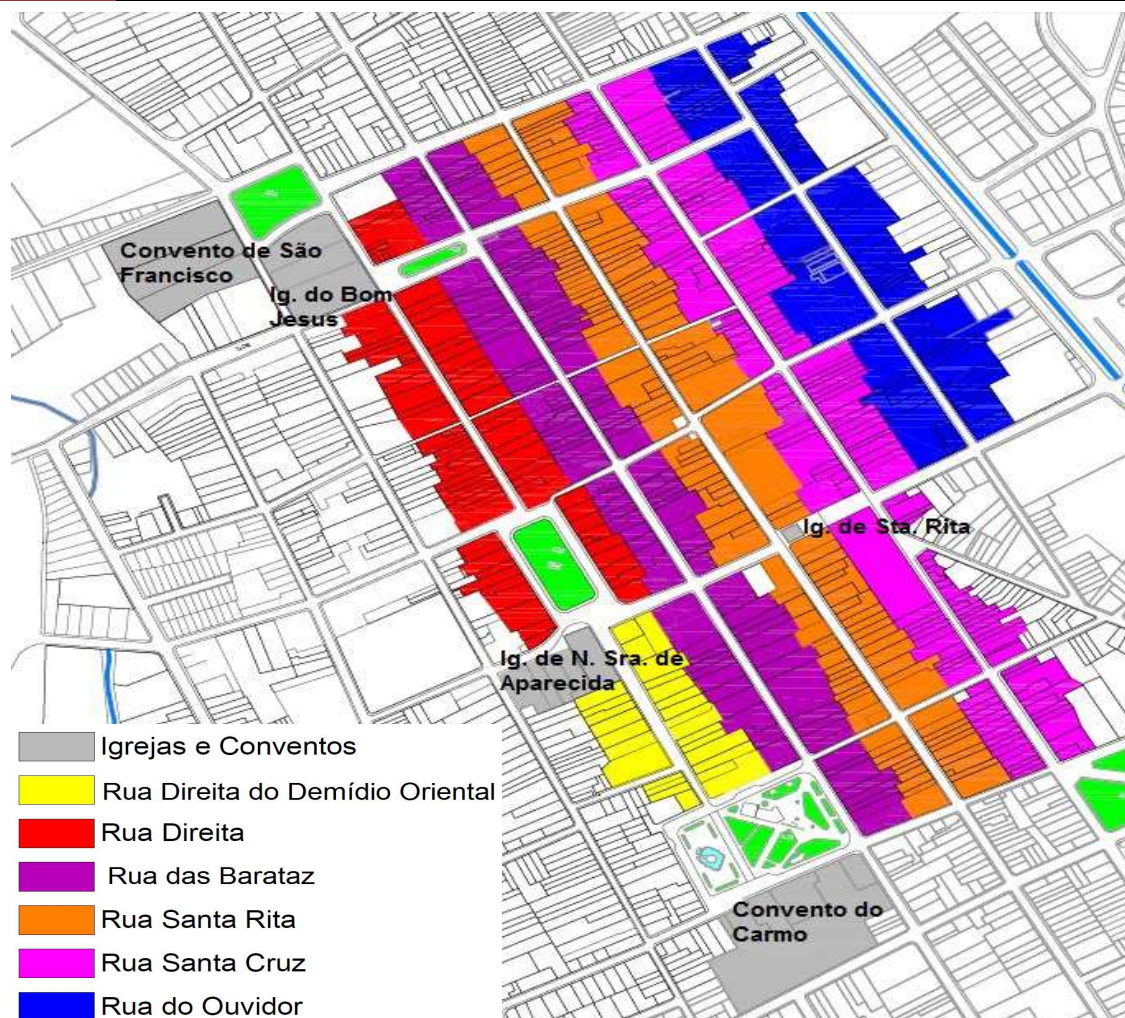 Convento de São
Francisco
Ig. do Bom
Jesus
Ig. de Sta. Rita
Ig. de N. Sra. de
Aparecida
Convento do
Carmo
Igrejas e Conventos
Rua Direita do Demídio Oriental
Rua Direita
Rua das Barataz
Rua Santa Rita
Rua Santa Cruz
Rua do Ouvidor